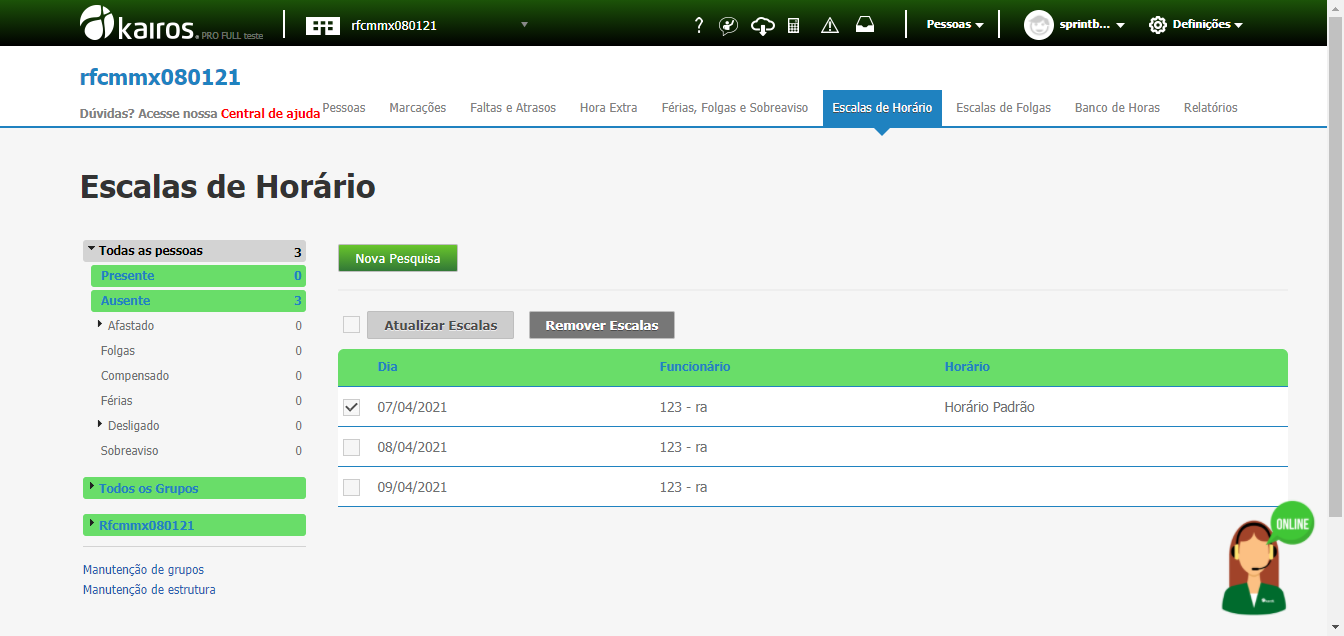 kairos. PRO FULL teste
rfcmmx080121
?
Pessoas
sprintb...
Definições
rfcmmx080121
Dúvidas? Acesse nossa Central de ajuda
Pessoas
Marcações
Faltas e Atrasos
Hora Extra
Férias, Folgas e Sobreaviso
Escalas de Horário
Escalas de Folgas
Banco de Horas
Relatórios
Escalas de Horário
Todas as pessoas 3
Presente 0
Ausente 3
Afastado 0
Folgas 0
Compensado 0
Férias 0
Desligado 0
Sobreaviso 0
Todos os Grupos
Rfcmmx080121
Manutenção de grupos
Manutenção de estrutura
Nova Pesquisa
Atualizar Escalas
Remover Escalas
Dia Funcionário Horário
07/04/2021 123 - ra Horário Padrão
08/04/2021 123 - ra
09/04/2021 123 - ra
ONLINE